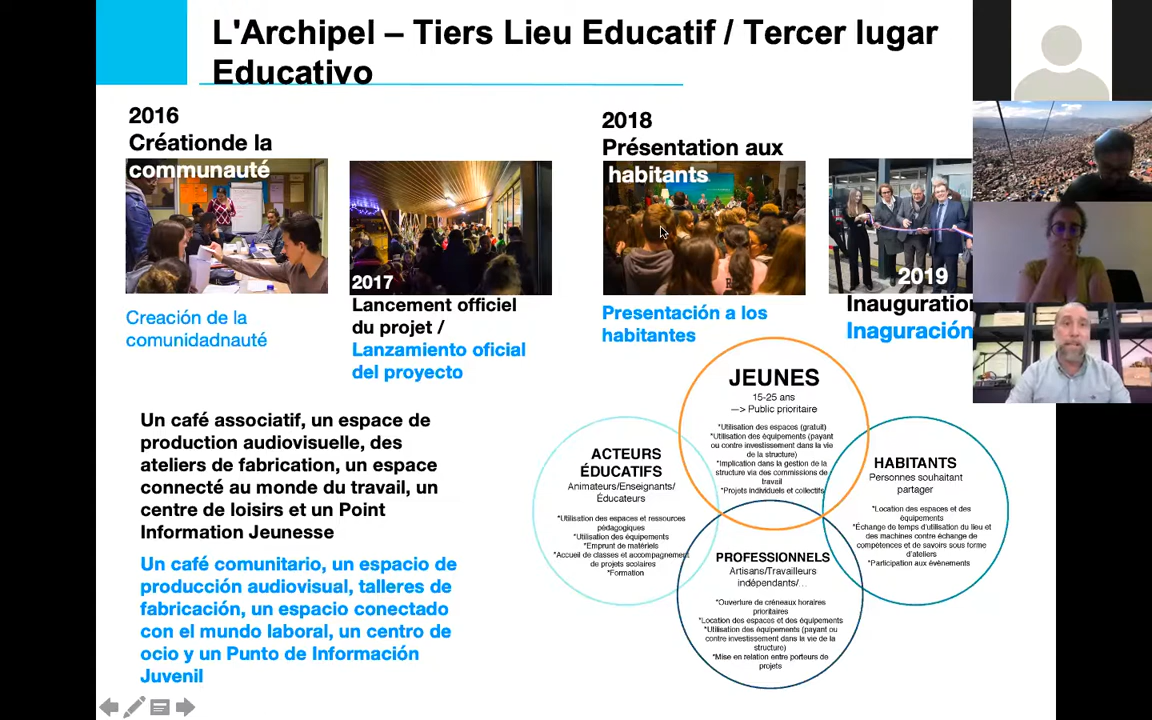 L'Archipel – Tiers Lieu Educatif / Tercer lugar
Educativo
2016
Créationde la
communauté
Creación de la
comunidadnauté
2017
Lancement officiel
du projet /
Lanzamiento oficial
del proyecto
2018
Présentation aux
habitants
Presentación a los
habitantes
2019
Inauguration
Inaguración
Un café associatif, un espace de
production audiovisuelle, des
ateliers de fabrication, un espace
connecté au monde du travail, un
centre de loisirs et un Point
Information Jeunesse
Un café comunitario, un espacio de
producción audiovisual, talleres de
fabricación, un espacio conectado
con el mundo laboral, un centro de
ocio y un Punto de Información
Juvenil
JEUNES
15-25 ans
—> Public prioritaire
*Utilisation des espaces (gratuit)
*Utilisation des équipements (payant
ou contre investissement dans la vie
de la structure)
*Implication dans la gestion de la
structure via des commissions de
travail
*Projets individuels et collectifs
ACTEURS
ÉDUCATIFS
Animateurs/Enseignants/
Éducateurs
*Utilisation des espaces et ressources
pédagogiques
*Utilisation des équipements
*Emprunt de matériels
*Accueil de classes et accompagnement
de projets scolaires
*Formation
HABITANTS
Personnes souhaitant
partager
*Location des espaces et des
équipements
*Échange de temps d'utilisation du lieu et
des machines contre échange de
compétences et de savoirs sous forme
d'ateliers
*Participation aux évènements
PROFESSIONNELS
Artisans/Travailleurs
indépendants/...
*Ouverture de créneaux horaires
prioritaires
*Location des espaces et des équipements
*Utilisation des équipements (payant ou
contre investissement dans la vie de la
structure)
*Mise en relation entre porteurs de
projets